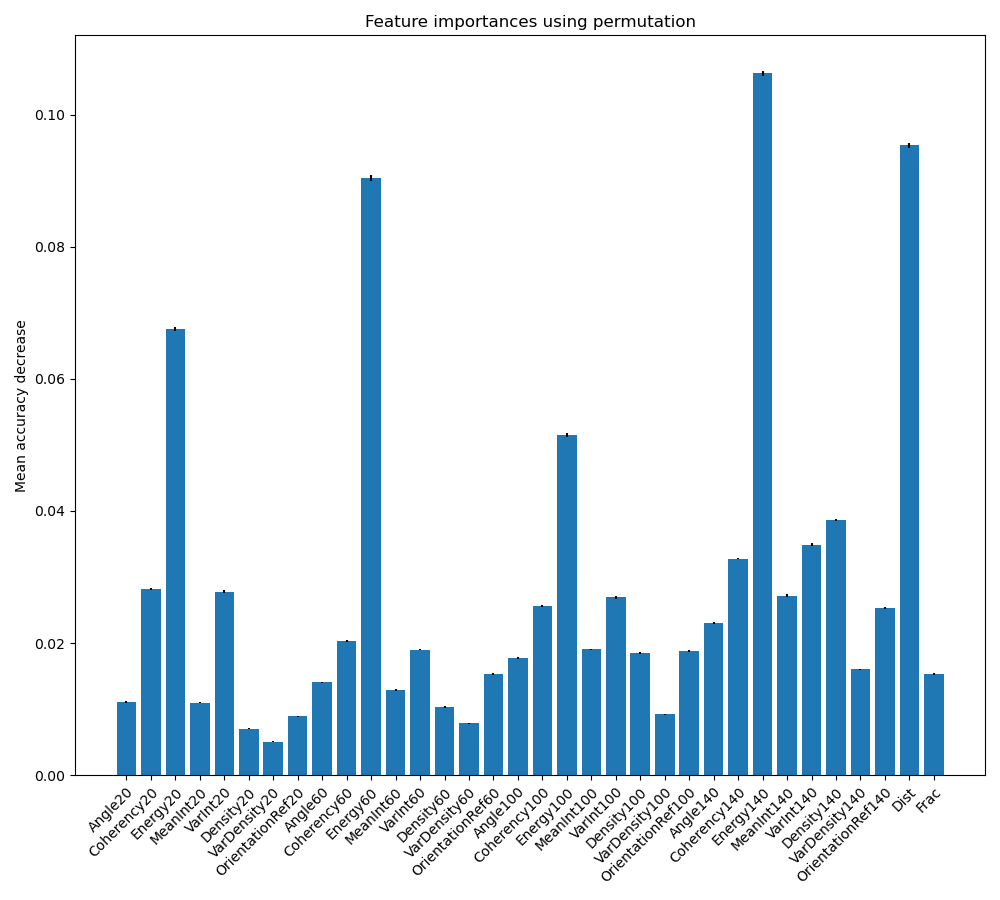 Feature importances using permutation
Mean accuracy decrease
0.10
0.08
0.06
0.04
0.02
0.00
Angle20
Coherency20
Energy20
MeanInt20
VarInt20
Density20
VarDensity20
OrientationRef20
Angle60
Coherency60
Energy60
MeanInt60
VarInt60
Density60
VarDensity60
OrientationRef60
Angle100
Coherency100
Energy100
MeanInt100
VarInt100
Density100
VarDensity100
OrientationRef100
Angle140
Coherency140
Energy140
MeanInt140
VarInt140
Density140
VarDensity140
OrientationRef140
Dist
Frac